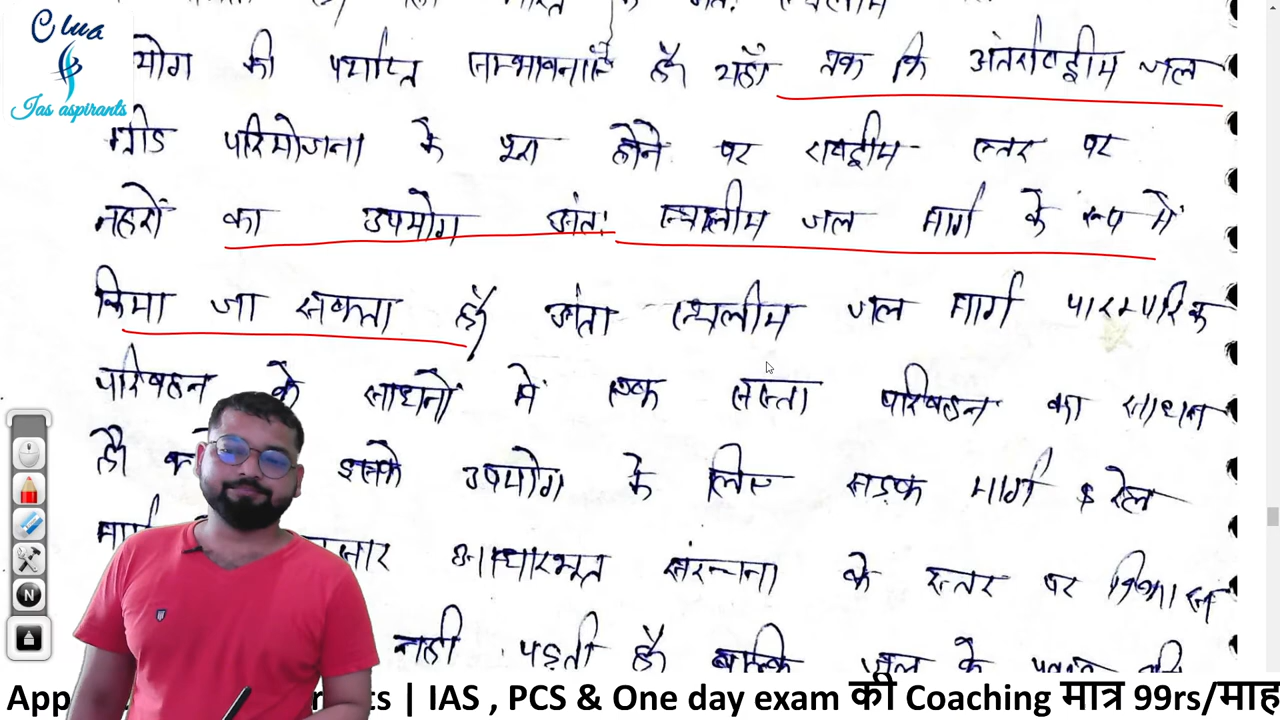 Clua
Ias aspirants
योग की पर्याप्त सम्भावनाएँ है यहाँ तक कि अंतर्राष्ट्रीय जल
ग्रीड परियोजना के पूरा होने पर राष्ट्रीय स्तर पर
नहरों का उपयोग अंतः स्थलीय जल मार्ग के रूप में
किया जा सकता है अंतः स्थलीय जल मार्ग पारम्परिक
परिवहन के साधनों में एक सस्ता परिवहन का साधन
है इसके उपयोग के लिए सड़क मार्ग & रेल
मार्ग आधारभूत संरचना के स्तर पर
नही पड़ती है बल्कि जल के
N
App | IAS , PCS & One day exam की Coaching मात्र 99rs/माह